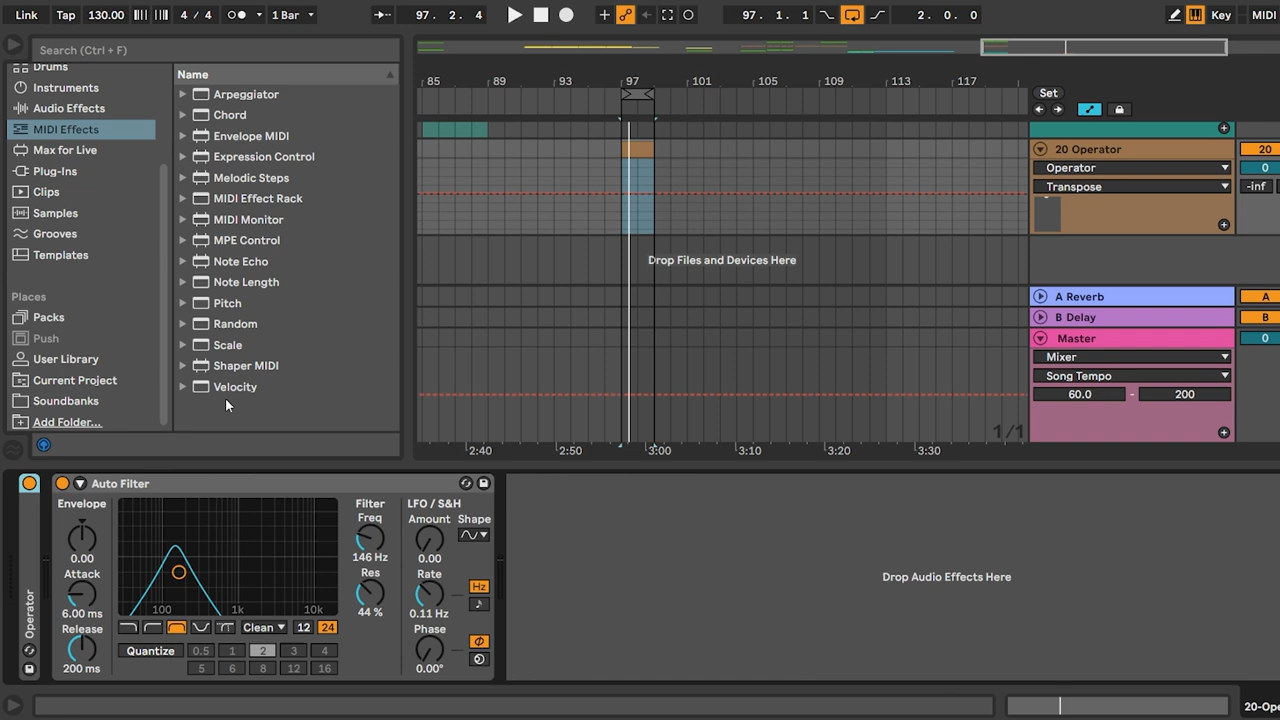 Link Tap 130.00 4 / 4 1 Bar 97. 2. 4 97. 1. 1 2. 0. 0 Key MIDI
Search (Ctrl + F)
Drums
Instruments
Audio Effects
MIDI Effects
Max for Live
Plug-Ins
Clips
Samples
Grooves
Templates
Places
Packs
Push
User Library
Current Project
Soundbanks
Add Folder...
Name
Arpeggiator
Chord
Envelope MIDI
Expression Control
Melodic Steps
MIDI Effect Rack
MIDI Monitor
MPE Control
Note Echo
Note Length
Pitch
Random
Scale
Shaper MIDI
Velocity
85 89 93 97 101 105 109 113 117
Drop Files and Devices Here
1/1
2:40 2:50 3:00 3:10 3:20 3:30
Set
20 Operator 20
Operator 0
Transpose -inf
A Reverb A
B Delay B
Master 0
Mixer
Song Tempo
60.0 - 200
Operator
Auto Filter
Envelope
0.00
Attack
6.00 ms
Release
200 ms
100 1k 10k
Clean 12 24
Quantize 0.5 1 2 3 4
5 6 8 12 16
Filter
Freq
146 Hz
Res
44 %
LFO / S&H
Amount Shape
0.00
Rate Hz
0.11 Hz
Phase
0.00°
Drop Audio Effects Here
20-Ope